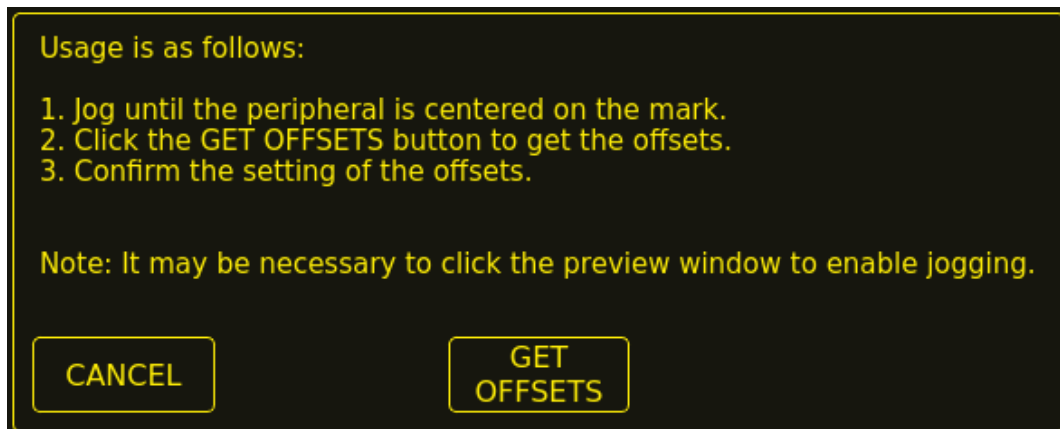 Usage is as follows:
1. Jog until the peripheral is centered on the mark.
2. Click the GET OFFSETS button to get the offsets.
3. Confirm the setting of the offsets.
Note: It may be necessary to click the preview window to enable jogging.
CANCEL
GET
OFFSETS